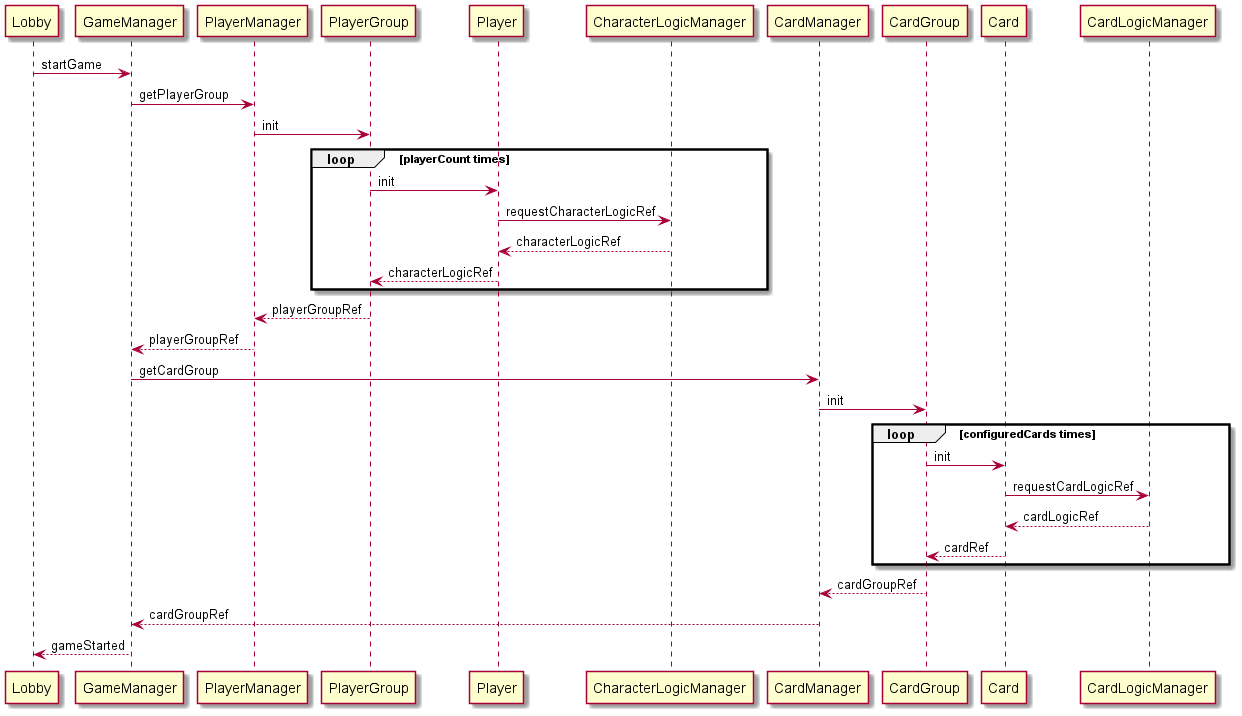 Lobby GameManager PlayerManager PlayerGroup Player CharacterLogicManager CardManager CardGroup Card CardLogicManager
startGame
getPlayerGroup
init
loop [playerCount times]
init
requestCharacterLogicRef
characterLogicRef
characterLogicRef
playerGroupRef
playerGroupRef
getCardGroup
init
loop [configuredCards times]
init
requestCardLogicRef
cardLogicRef
cardRef
cardGroupRef
cardGroupRef
gameStarted
Lobby GameManager PlayerManager PlayerGroup Player CharacterLogicManager CardManager CardGroup Card CardLogicManager